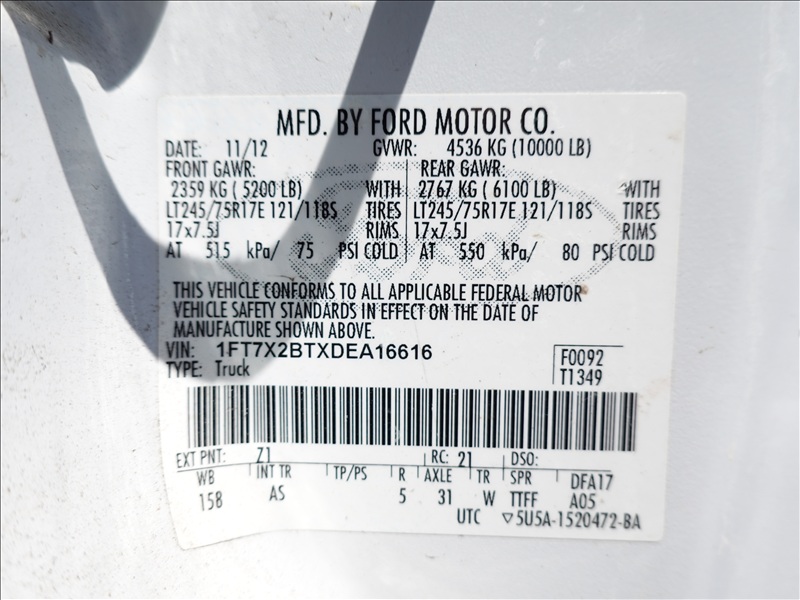 MFD. BY FORD MOTOR CO.
DATE: 11/12 GVWR: 4536 KG (10000 LB)
FRONT GAWR: REAR GAWR:
2359 KG ( 5200 LB) WITH 2767 KG ( 6100 LB) WITH
LT245/75R17E 121/118S TIRES LT245/75R17E 121/118S TIRES
17x7.5J RIMS 17x7.5J RIMS
AT 515 kPa/ 75 PSI COLD AT 550 kPa/ 80 PSI COLD
THIS VEHICLE CONFORMS TO ALL APPLICABLE FEDERAL MOTOR
VEHICLE SAFETY STANDARDS IN EFFECT ON THE DATE OF
MANUFACTURE SHOWN ABOVE.
VIN: 1FT7X2BTXDEA16616 F0092
TYPE: Truck T1349
EXT PNT: Z1 RC: 21 DSO:
WB INT TR TP/PS R AXLE TR SPR DFA17
158 AS 5 31 W TTFF A05
UTC ▽5U5A-1520472-BA